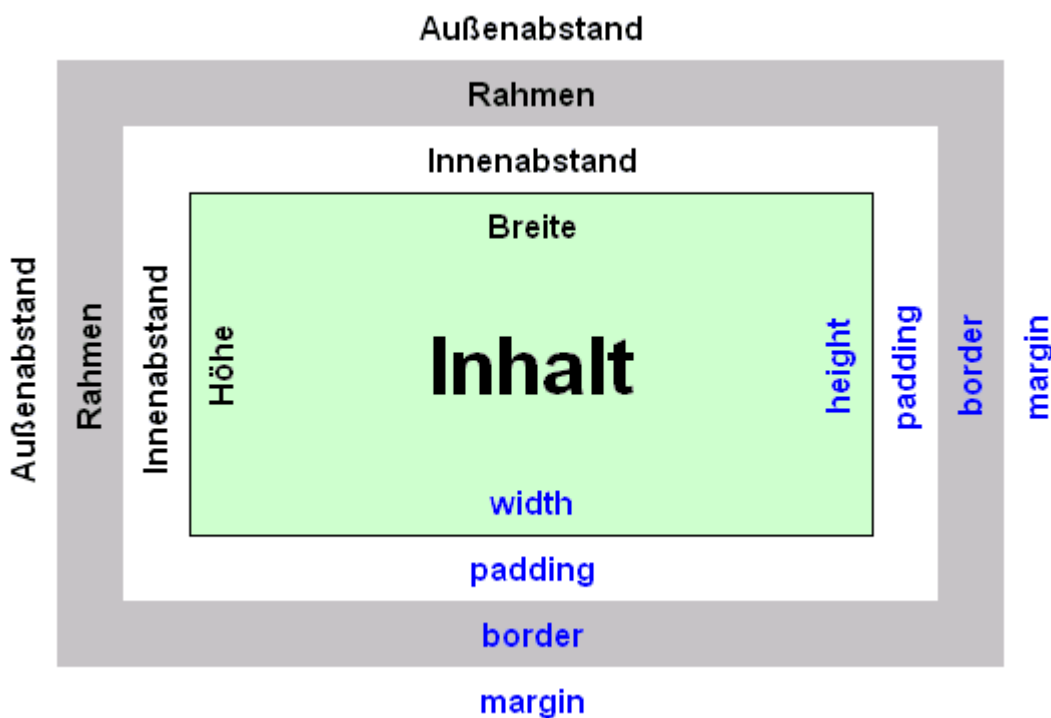 Außenabstand
Rahmen
Innenabstand
Breite
Außenabstand
Rahmen
Innenabstand
Höhe
Inhalt
height
padding
border
margin
width
padding
border
margin